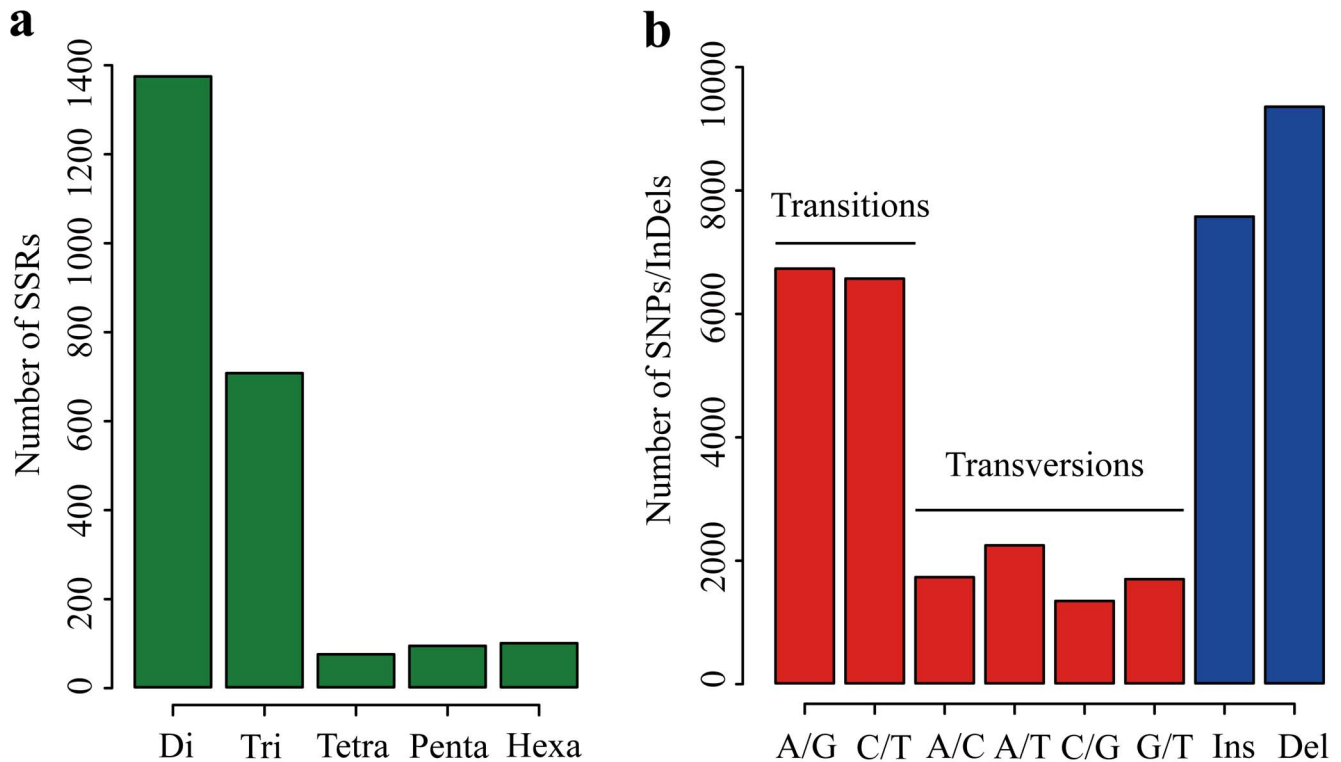 a
Number of SSRs
1400
1200
1000
800
600
400
200
0
Di Tri Tetra Penta Hexa
b
Number of SNPs/InDels
10000
8000
6000
4000
2000
0
Transitions
Transversions
A/G C/T A/C A/T C/G G/T Ins Del